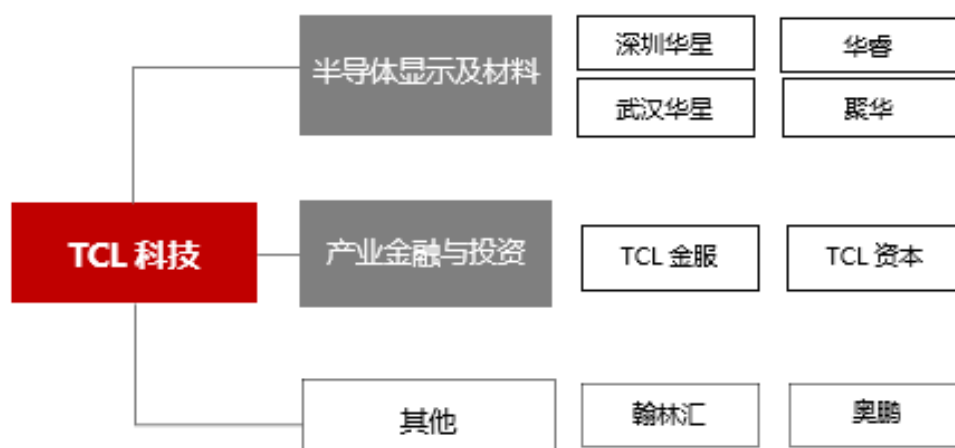 半导体显示及材料
深圳华星
华睿
武汉华星
聚华
TCL 科技
产业金融与投资
TCL 金服
TCL 资本
其他
翰林汇
奥鹏